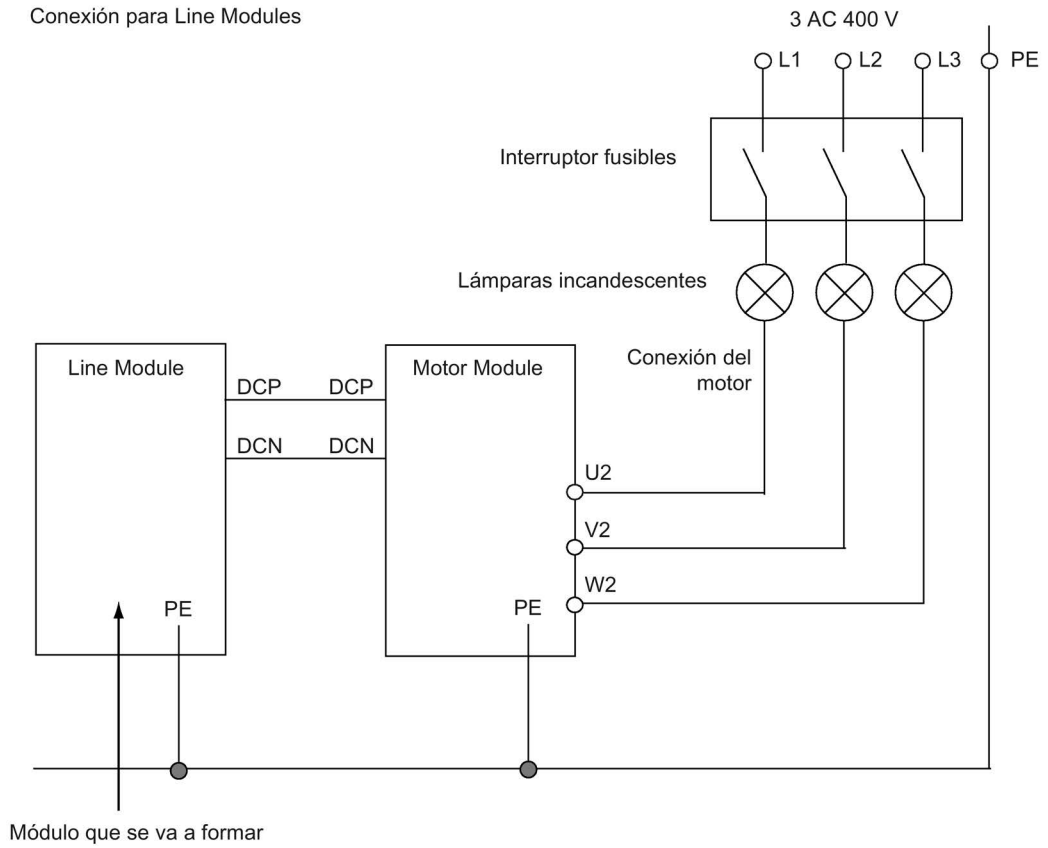 Conexión para Line Modules
3 AC 400 V
L1
L2
L3
PE
Interruptor fusibles
Lámparas incandescentes
Conexión del
motor
Line Module
Motor Module
DCP
DCP
DCN
DCN
U2
V2
W2
PE
PE
Módulo que se va a formar